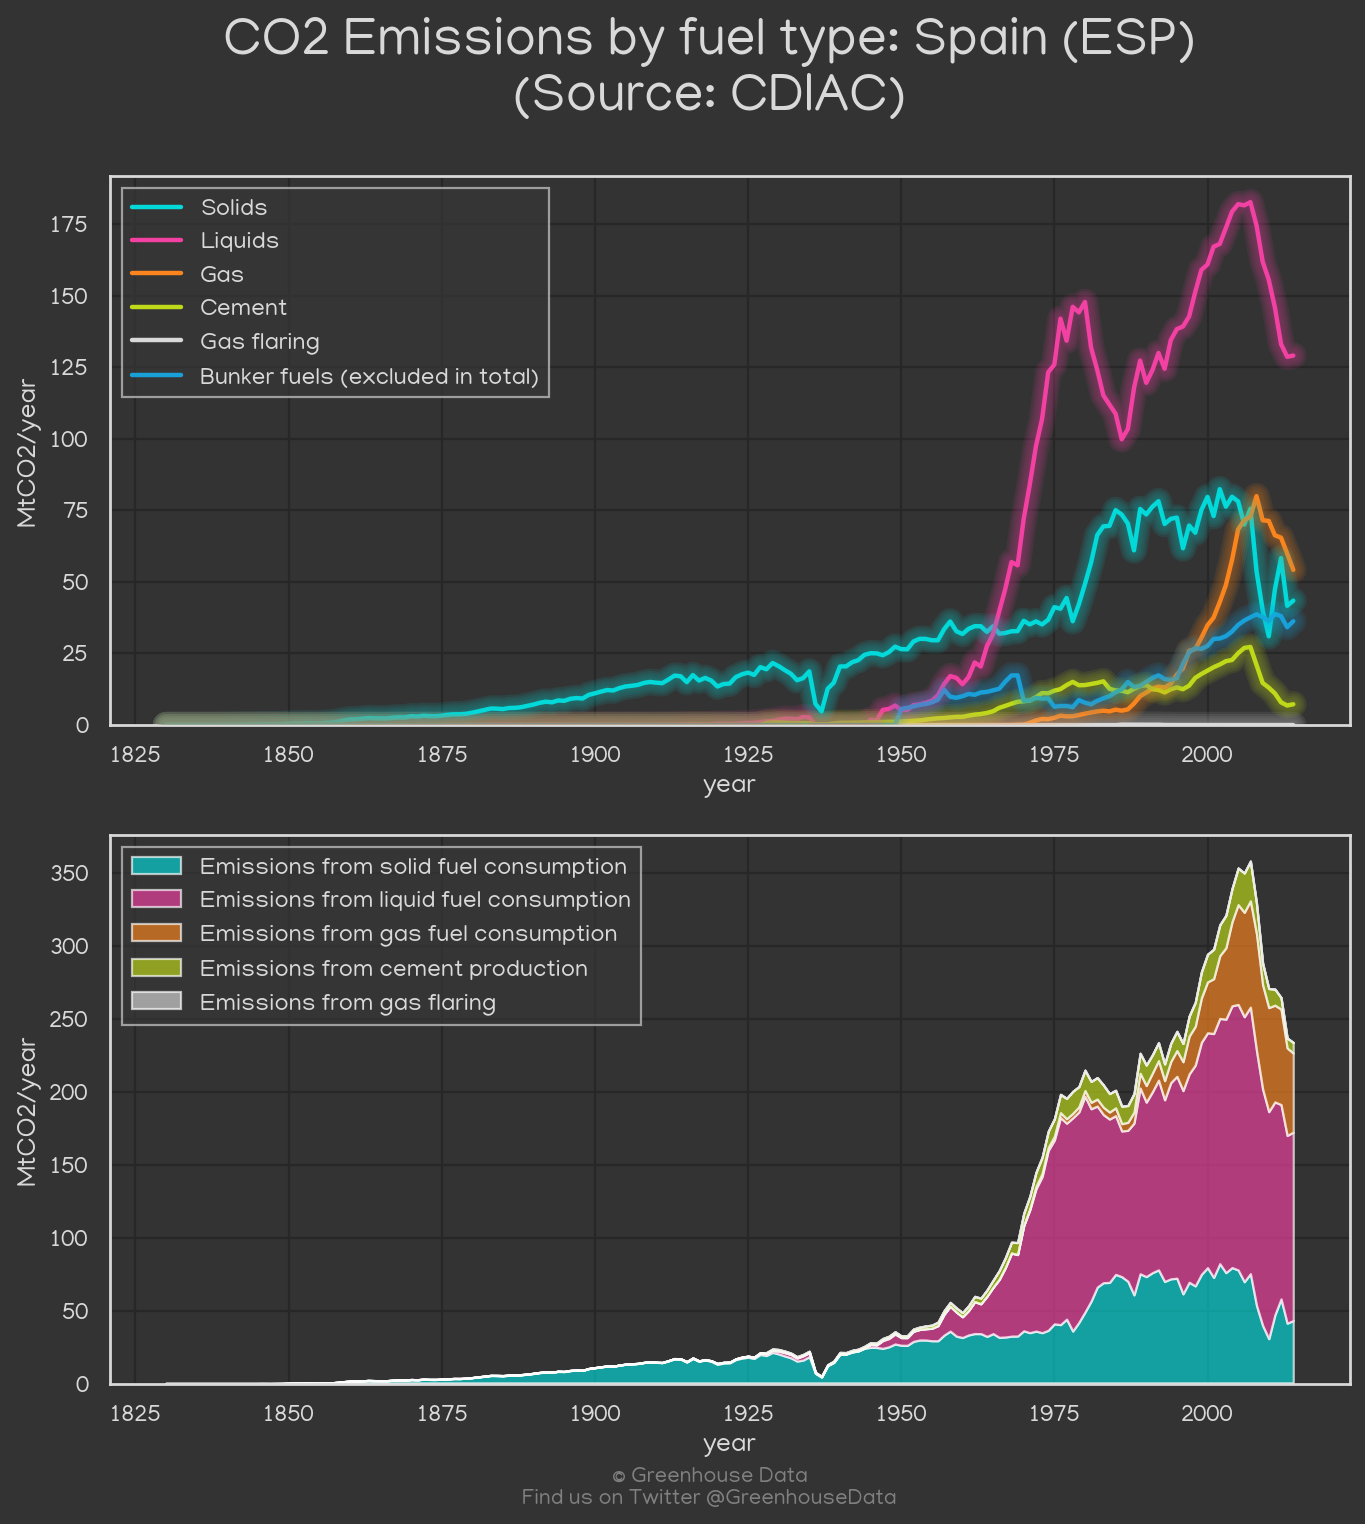 CO2 Emissions by fuel type: Spain (ESP)
(Source: CDIAC)
Solids
Liquids
Gas
Cement
Gas flaring
Bunker fuels (excluded in total)
MtCO2/year
175
150
125
100
75
50
25
0
1825 1850 1875 1900 1925 1950 1975 2000
year
Emissions from solid fuel consumption
Emissions from liquid fuel consumption
Emissions from gas fuel consumption
Emissions from cement production
Emissions from gas flaring
MtCO2/year
350
300
250
200
150
100
50
0
1825 1850 1875 1900 1925 1950 1975 2000
year
© Greenhouse Data
Find us on Twitter @GreenhouseData